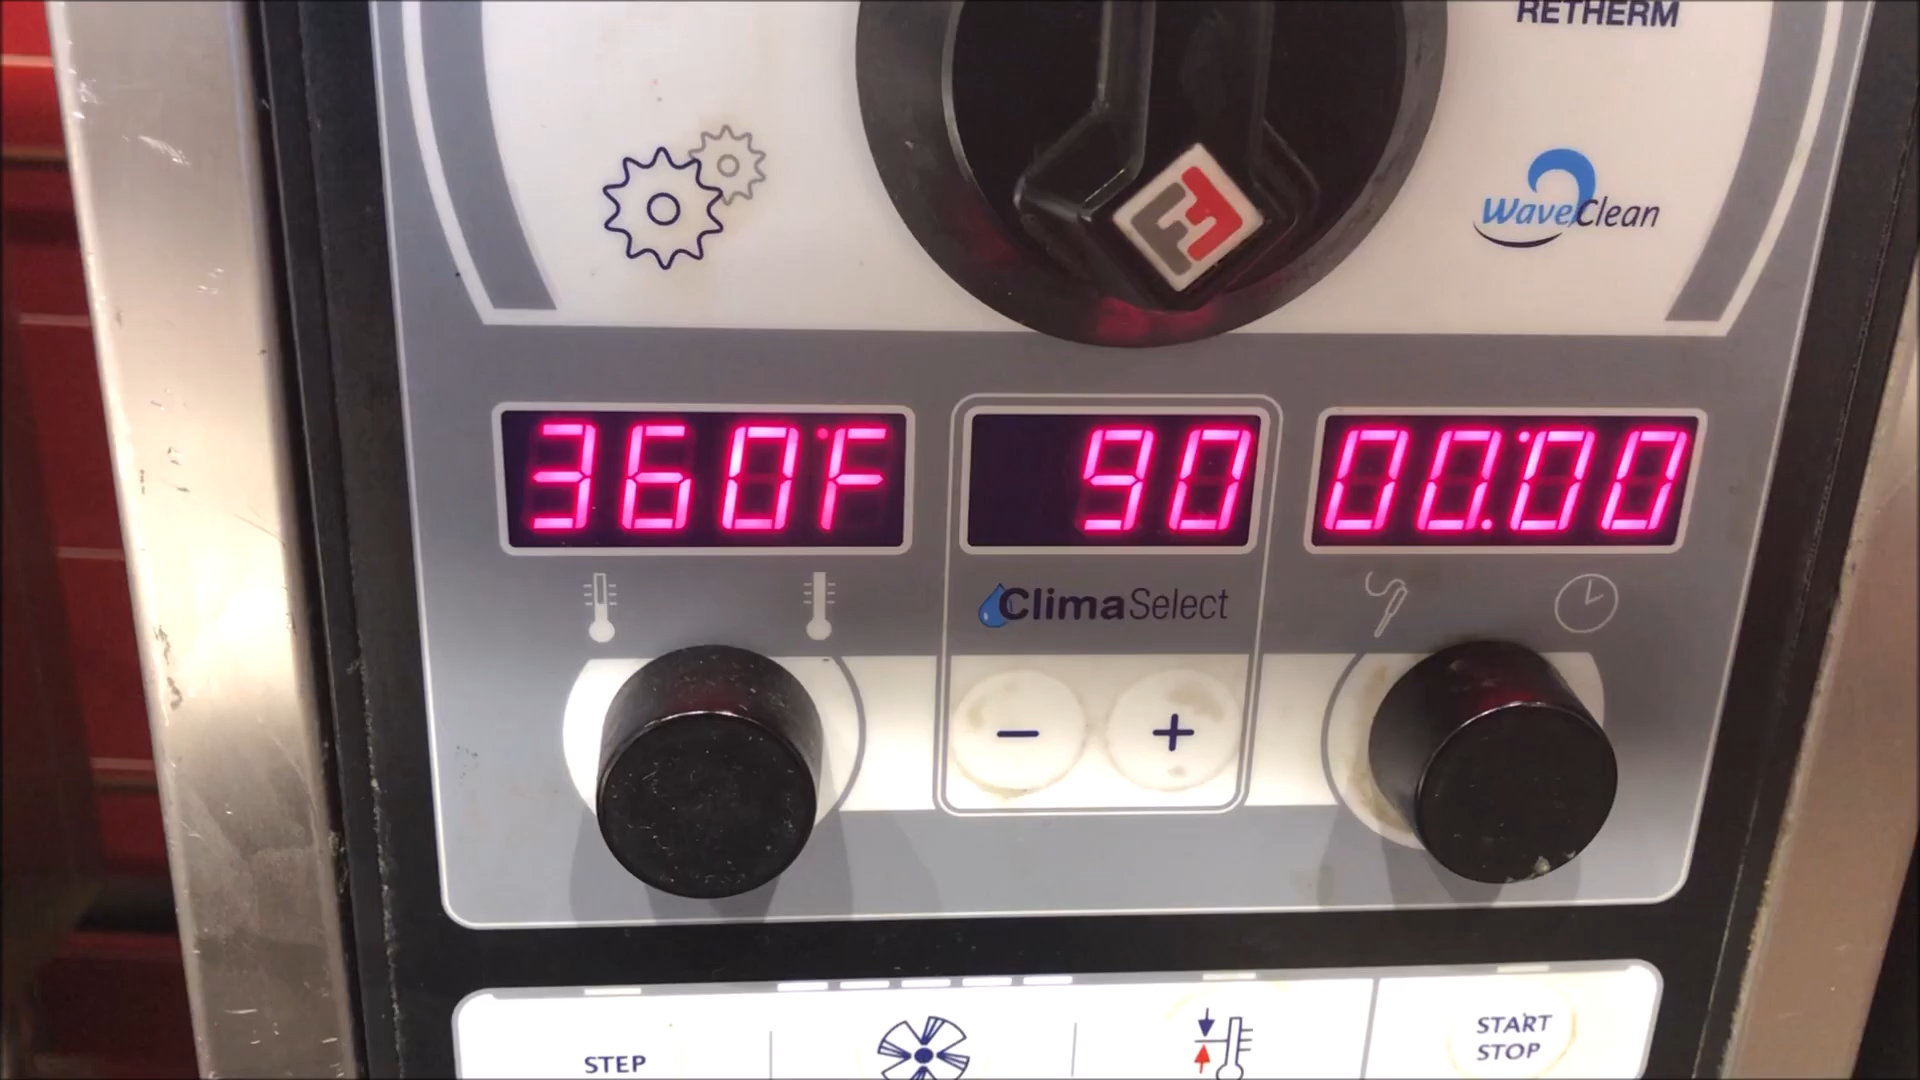 RETHERM
WaveClean
360°F
90
00:00
ClimaSelect
− +
STEP
START
STOP